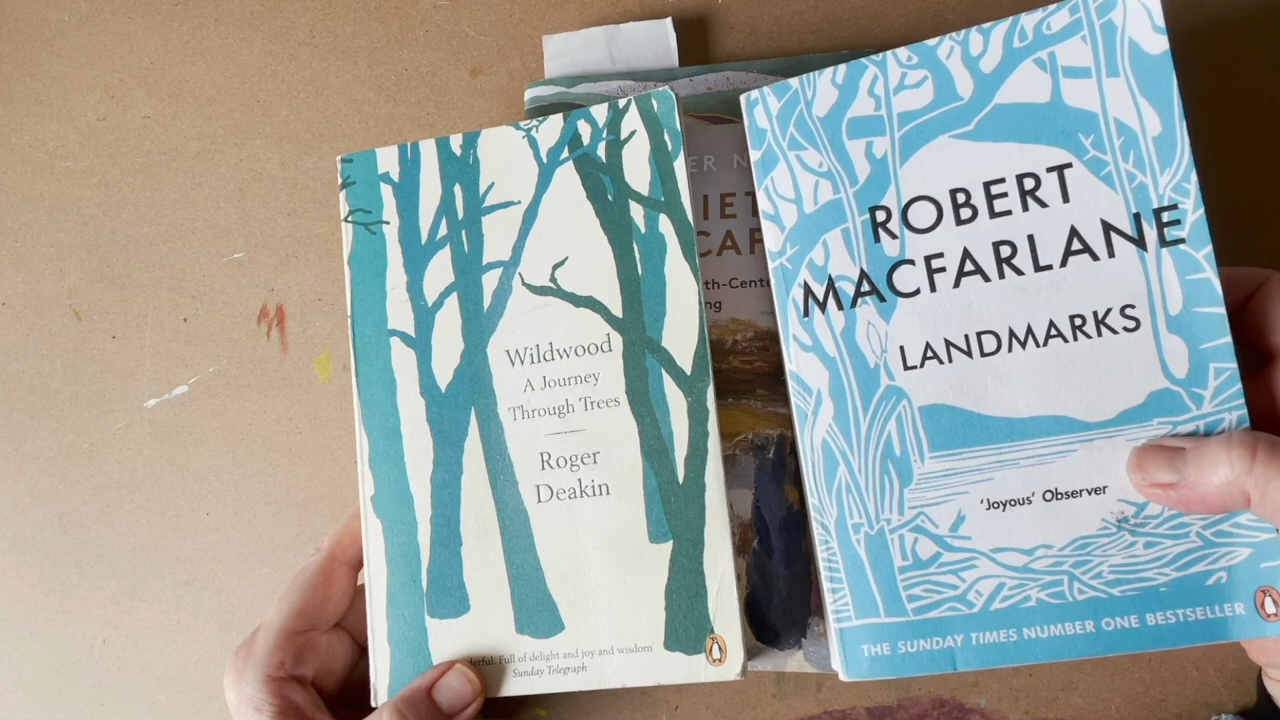 Wildwood
A Journey
Through Trees
Roger
Deakin
Full of delight and joy and wisdom'
Sunday Telegraph
ROBERT
MACFARLANE
LANDMARKS
'Joyous' Observer
THE SUNDAY TIMES NUMBER ONE BESTSELLER